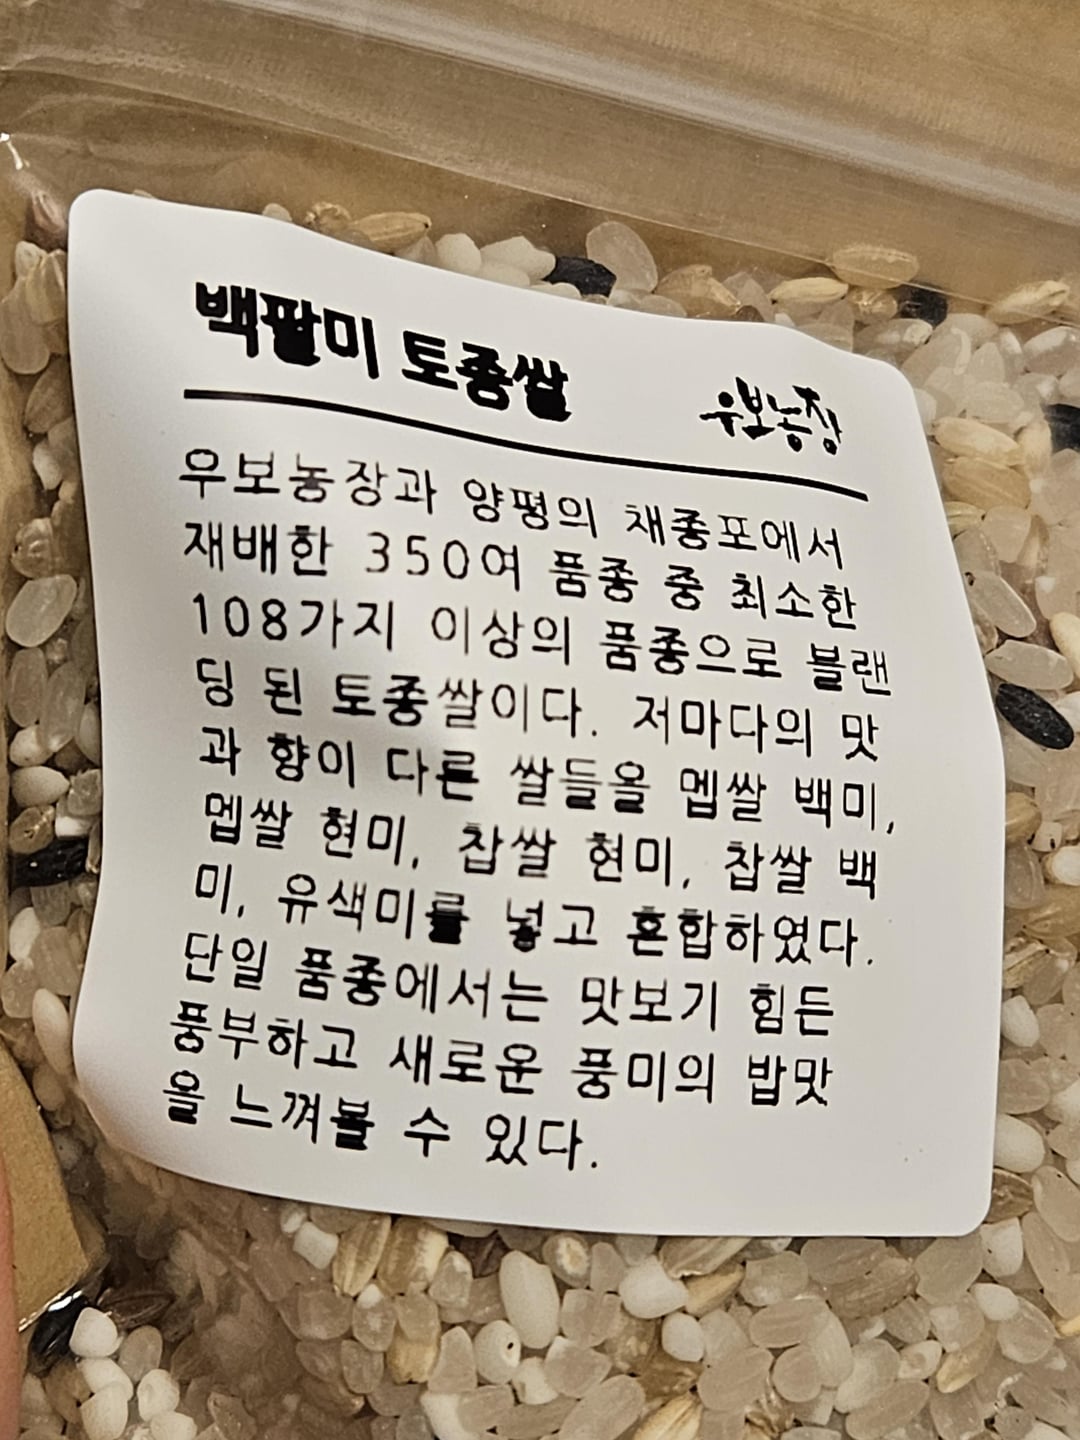 백팔미 토종쌀
우보농장
우보농장과 양평의 채종포에서
재배한 350여 품종 중 최소한
108가지 이상의 품종으로 블랜
딩 된 토종쌀이다. 저마다의 맛
과 향이 다른 쌀들을 멥쌀 백미,
멥쌀 현미, 찹쌀 현미, 찹쌀 백
미, 유색미를 넣고 혼합하였다.
단일 품종에서는 맛보기 힘든
풍부하고 새로운 풍미의 밥맛
을 느껴볼 수 있다.